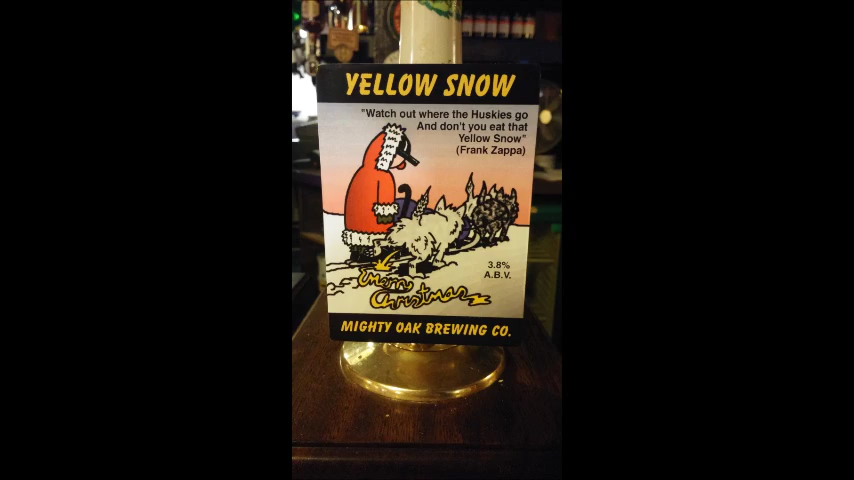 YELLOW SNOW
"Watch out where the Huskies go
And don't you eat that
Yellow Snow"
(Frank Zappa)
3.8%
A.B.V.
Merry
Christmas
MIGHTY OAK BREWING CO.